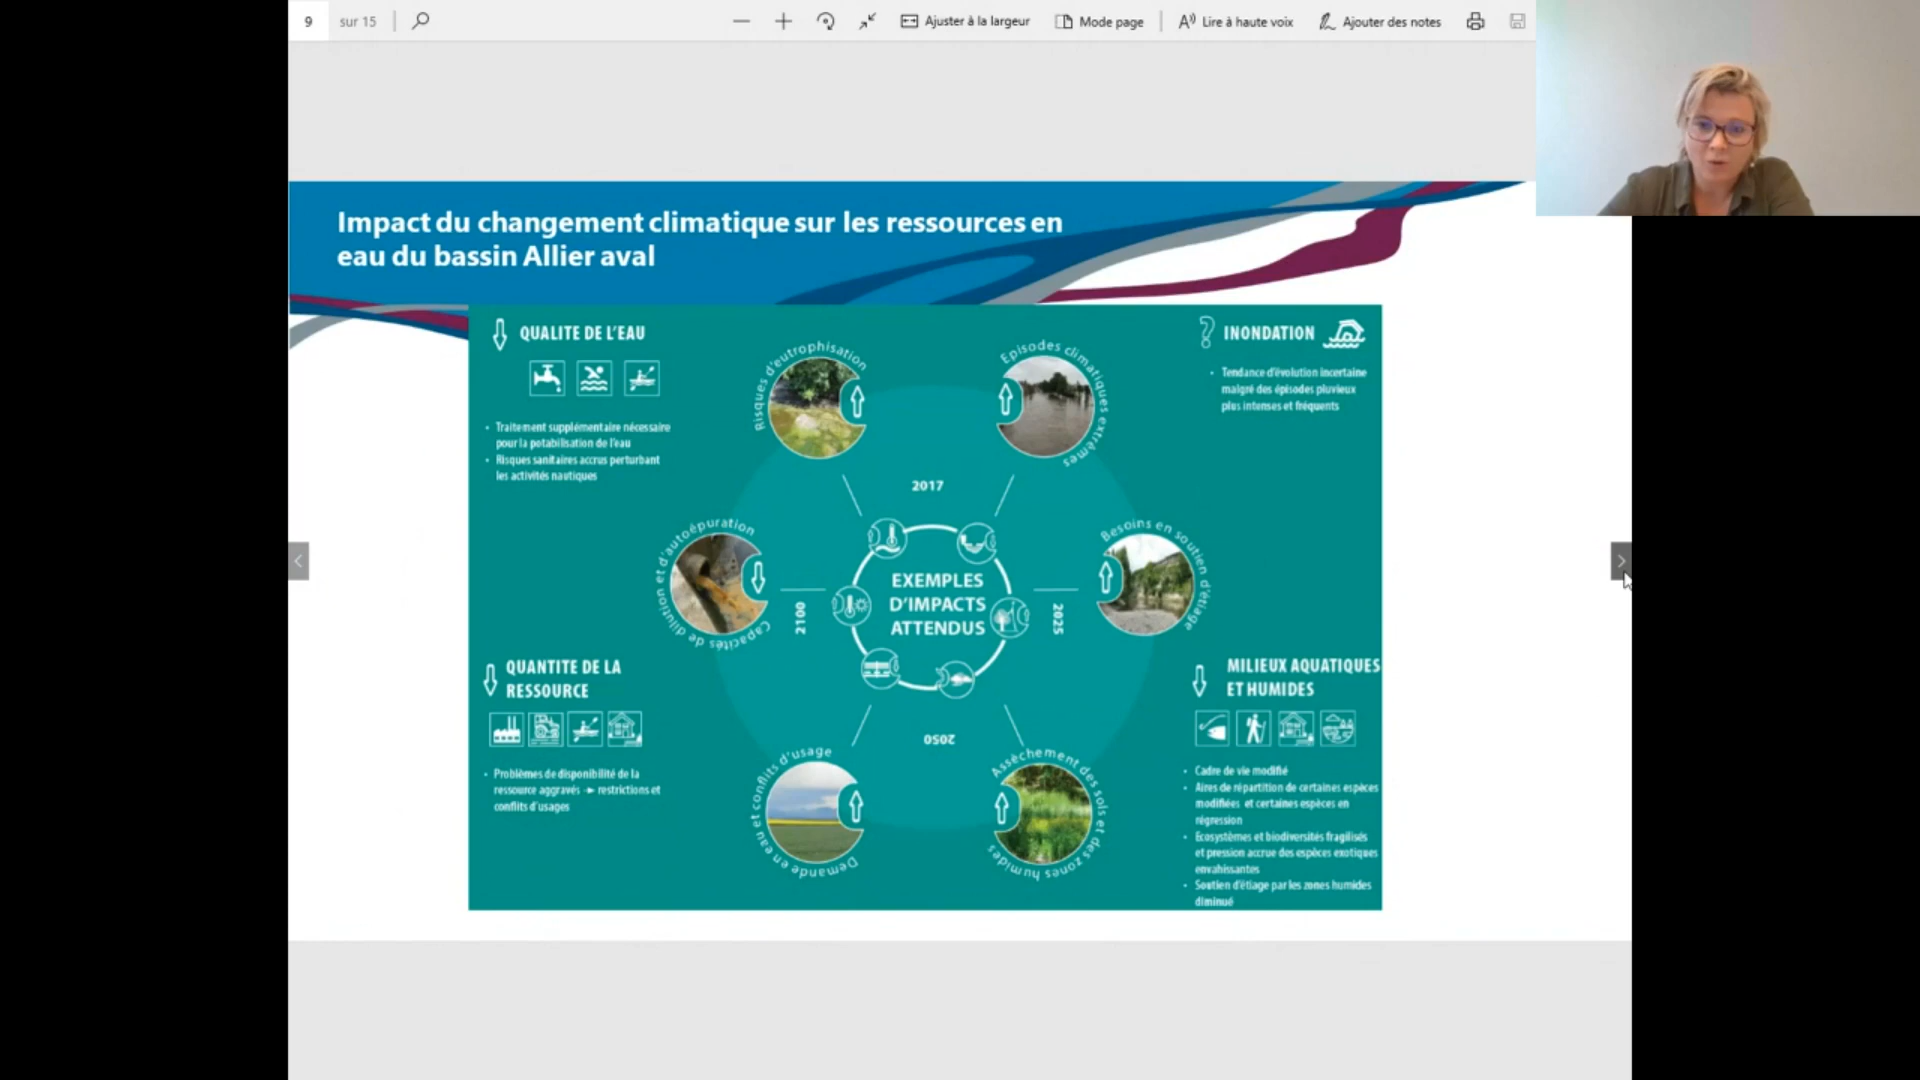 9 sur 15
Ajuster à la largeur
Mode page
Lire à haute voix
Ajouter des notes
Impact du changement climatique sur les ressources en
eau du bassin Allier aval
QUALITE DE L'EAU
Traitement supplémentaire nécessaire
pour la potabilisation de l'eau
Risques sanitaires accrus perturbant
les activités nautiques
Risques d'eutrophisation
Episodes climatiques extrêmes
INONDATION
Tendance d'évolution incertaine
malgré des épisodes pluvieux
plus intenses et fréquents
2017
Capacités de dilution et d'autoépuration
Besoins en soutien d'étiage
EXEMPLES
D'IMPACTS
ATTENDUS
2100
2025
2050
QUANTITE DE LA
RESSOURCE
Problèmes de disponibilité de la
ressource aggravés → restrictions et
conflits d'usages
Demande en eau et conflits d'usage
Assèchement des sols et des zones humides
MILIEUX AQUATIQUES
ET HUMIDES
Cadre de vie modifié
Aires de répartition de certaines espèces
modifiées et certaines espèces en
régression
Ecosystèmes et biodiversités fragilisés
et pression accrue des espèces exotiques
envahissantes
Soutien d'étiage par les zones humides
diminué